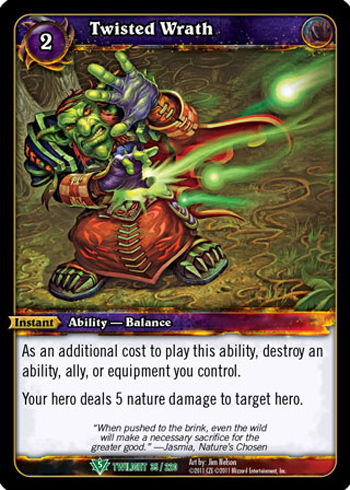 2
Twisted Wrath
Instant
Ability — Balance
As an additional cost to play this ability, destroy an
ability, ally, or equipment you control.
Your hero deals 5 nature damage to target hero.
"When pushed to the brink, even the wild
will make a necessary sacrifice for the
greater good." —Jasmia, Nature's Chosen
TWILIGHT 35/220
Art by: Jim Nelson
©2011 CZE ©2011 Blizzard Entertainment, Inc.